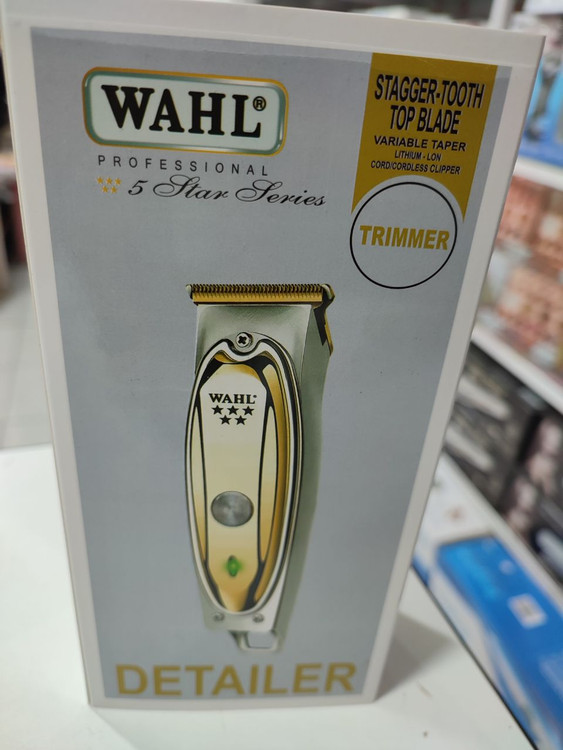 WAHL®
PROFESSIONAL
5 Star Series
STAGGER-TOOTH
TOP BLADE
VARIABLE TAPER
LITHIUM - LON
CORD/CORDLESS CLIPPER
TRIMMER
WAHL
DETAILER